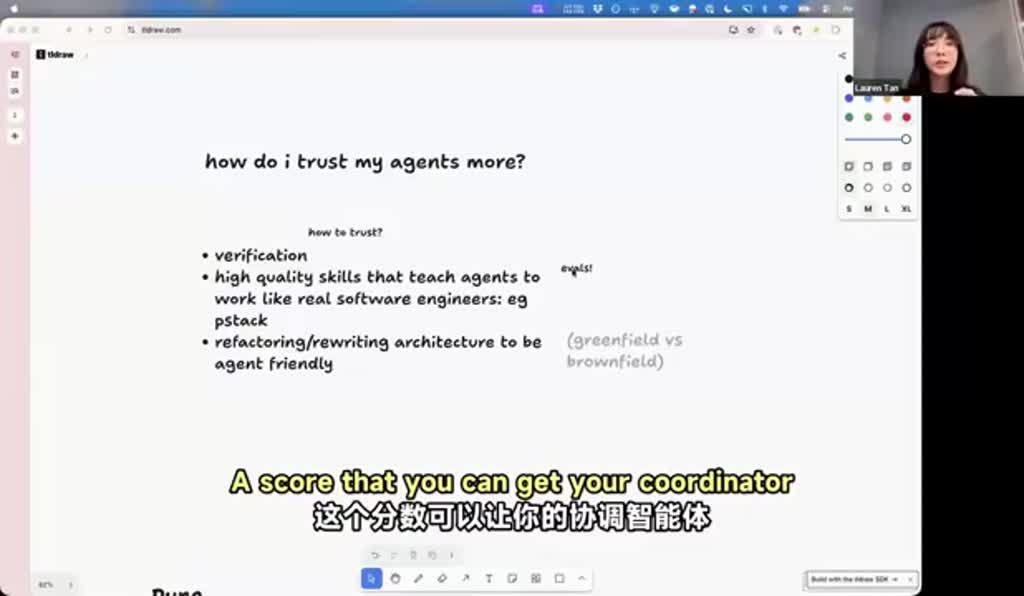 tldraw.com
tldraw
Lauren Tan
how do i trust my agents more?
how to trust?
• verification
• high quality skills that teach agents to
work like real software engineers: eg
pstack
• refactoring/rewriting architecture to be
agent friendly
evals!
(greenfield vs
brownfield)
S M L XL
A score that you can get your coordinator
这个分数可以让你的协调智能体
Build with the tldraw SDK